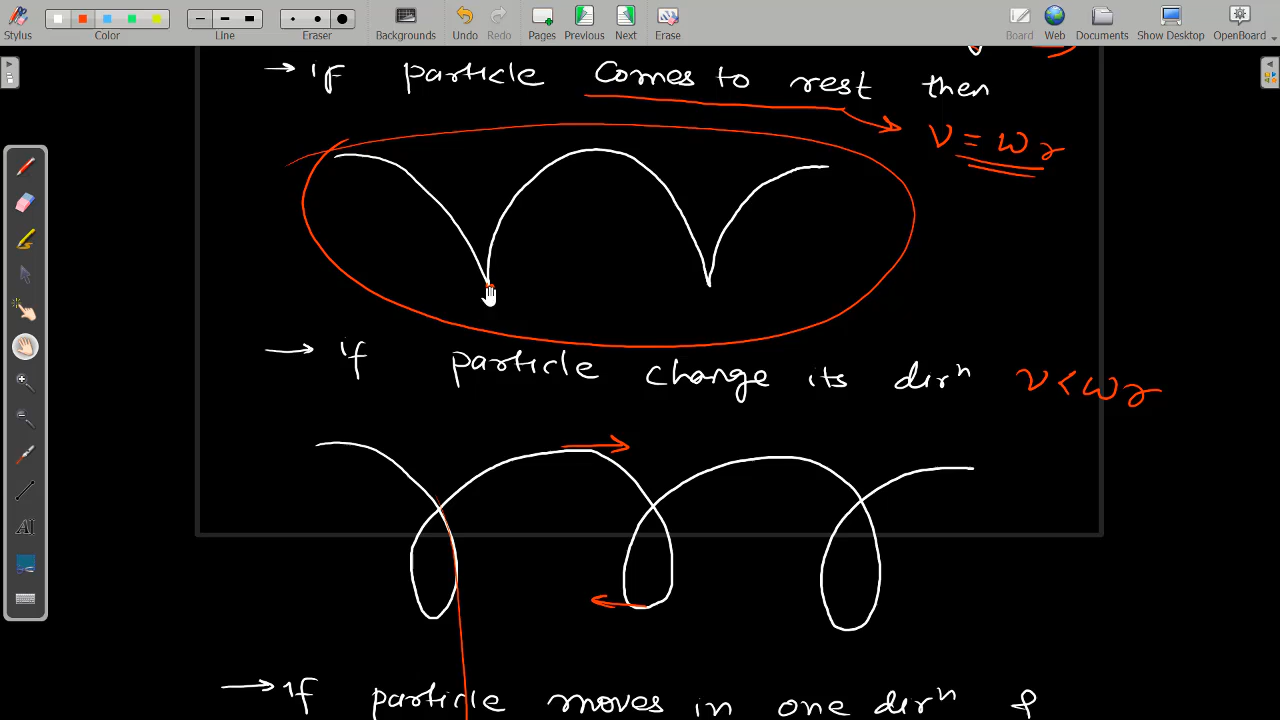 Stylus Color Line Eraser Backgrounds Undo Redo Pages Previous Next Erase Board Web Documents Show Desktop OpenBoard
→ if particle comes to rest then
v = ωr
→ if particle change its dirⁿ v < ωr
→ if particle moves in one dirⁿ &